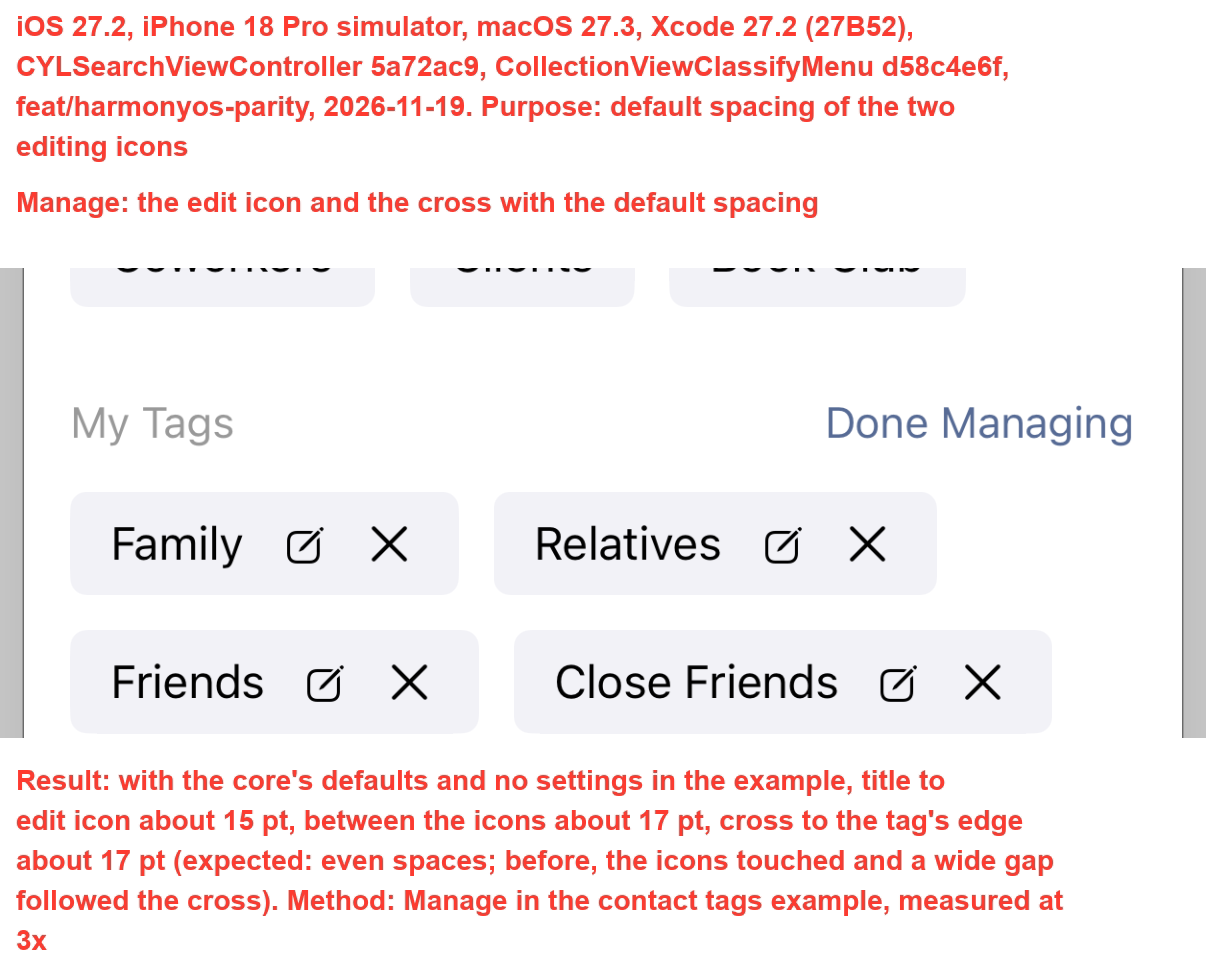 iOS 27.2, iPhone 18 Pro simulator, macOS 27.3, Xcode 27.2 (27B52),
CYLSearchViewController 5a72ac9, CollectionViewClassifyMenu d58c4e6f,
feat/harmonyos-parity, 2026-11-19. Purpose: default spacing of the two
editing icons
Manage: the edit icon and the cross with the default spacing
Coworkers Clients Book Club
My Tags Done Managing
Family Relatives
Friends Close Friends
Result: with the core's defaults and no settings in the example, title to
edit icon about 15 pt, between the icons about 17 pt, cross to the tag's edge
about 17 pt (expected: even spaces; before, the icons touched and a wide gap
followed the cross). Method: Manage in the contact tags example, measured at
3x